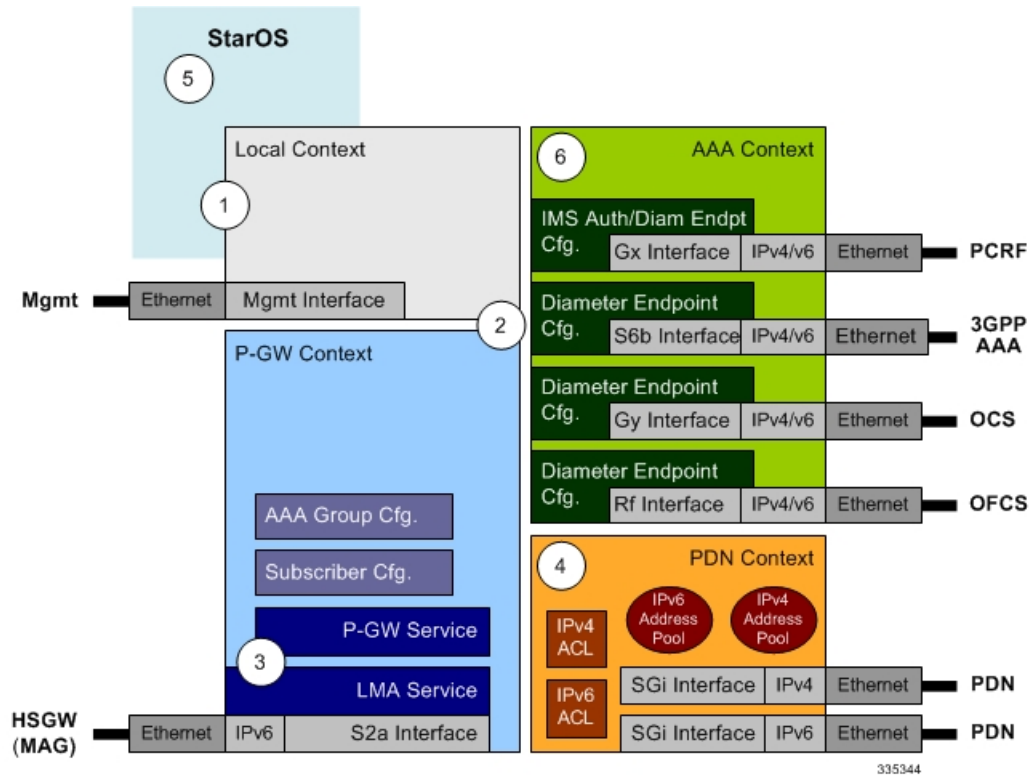 StarOS
5
Local Context
1
Mgmt
Ethernet
Mgmt Interface
2
P-GW Context
AAA Group Cfg.
Subscriber Cfg.
P-GW Service
3
LMA Service
HSGW
(MAG)
Ethernet
IPv6
S2a Interface
6
AAA Context
IMS Auth/Diam Endpt
Cfg.
Gx Interface
IPv4/v6
Ethernet
PCRF
Diameter Endpoint
Cfg.
S6b Interface
IPv4/v6
Ethernet
3GPP
AAA
Diameter Endpoint
Cfg.
Gy Interface
IPv4/v6
Ethernet
OCS
Diameter Endpoint
Cfg.
Rf Interface
IPv4/v6
Ethernet
OFCS
4
PDN Context
IPv4
ACL
IPv6
Address
Pool
IPv4
Address
Pool
IPv6
ACL
SGi Interface
IPv4
Ethernet
PDN
SGi Interface
IPv6
Ethernet
PDN
335344